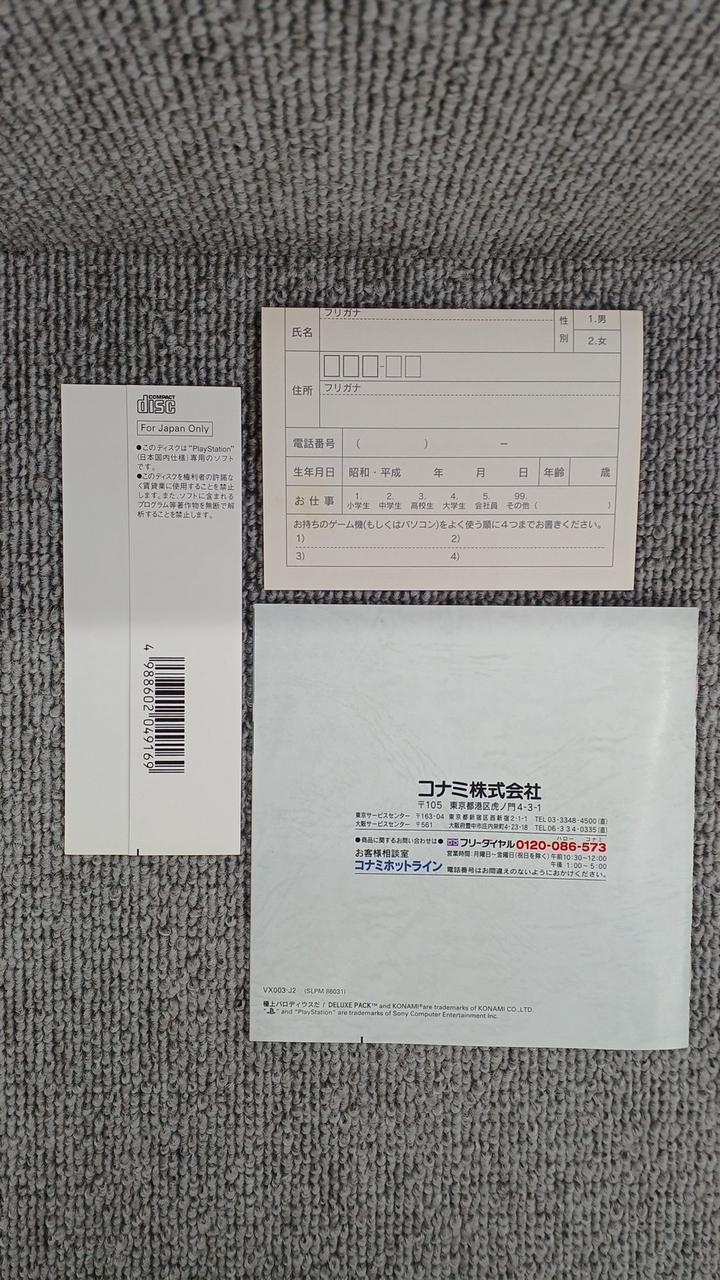 COMPACT
disc
For Japan Only
●このディスクは"PlayStation"
(日本国内仕様)専用のソフト
です。
●このディスクを権利者の許諾な
く賃貸業に使用することを禁止
します。また、ソフトに含まれる
プログラム等著作物を無断で解
析することを禁止します。
4 988602 049169
フリガナ
氏名
性別
1.男
2.女
住所
フリガナ
電話番号 ( ) －
生年月日 昭和・平成 年 月 日 年齢 歳
お仕事
1. 2. 3. 4. 5. 99.
小学生 中学生 高校生 大学生 会社員 その他 ( )
お持ちのゲーム機(もしくはパソコン)をよく使う順に4つまでお書きください。
1) 2)
3) 4)
コナミ株式会社
〒105 東京都港区虎ノ門4-3-1
東京サービスセンター 〒163-04 東京都新宿区西新宿2-1-1 TEL 03-3348-4500(直)
大阪サービスセンター 〒561 大阪府豊中市庄内栄町4-23-18 TEL 06-334-0335(直)
●商品に関するお問い合わせは●
お客様相談室
コナミホットライン
ハロー コナミ
フリーダイヤル0120-086-573
営業時間:月曜日～金曜日(祝日を除く)午前10:30～12:00
午後 1:00～5:00
電話番号はお間違えのないようにおかけください。
VX003-J2 (SLPM 86031)
極上パロディウスだ! DELUXE PACK™ and KONAMI®are trademarks of KONAMI CO.,LTD.
" " and "PlayStation" are trademarks of Sony Computer Entertainment Inc.